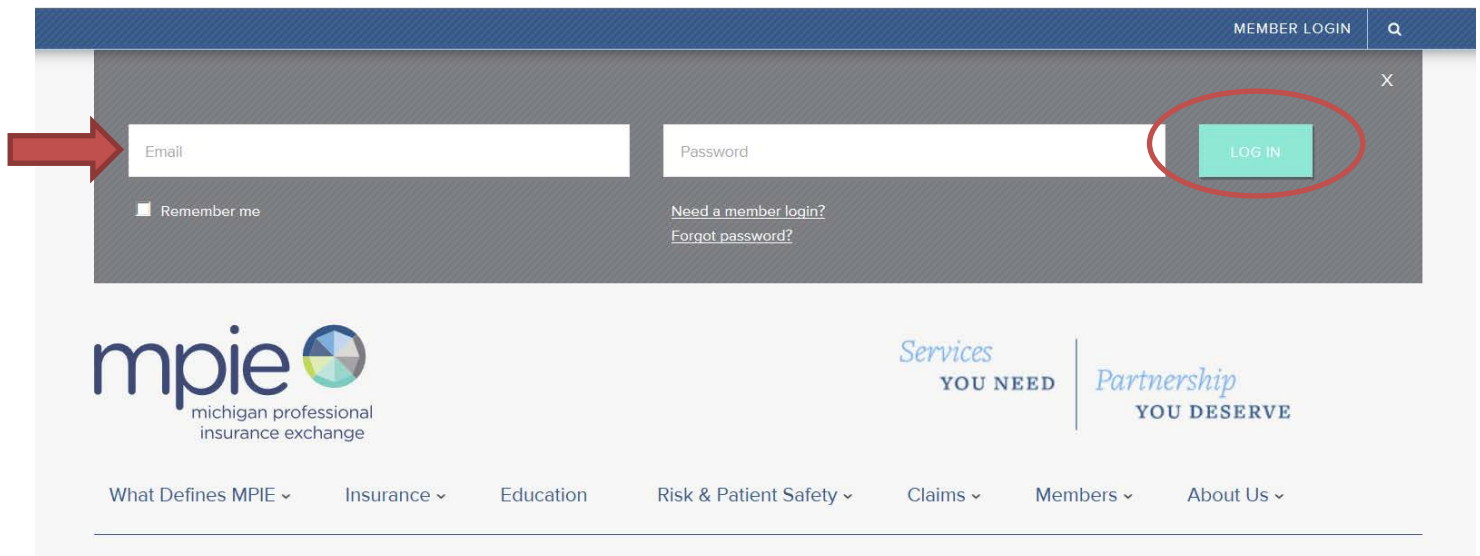 MEMBER LOGIN
X
Email
Password
LOG IN
Remember me
Need a member login?
Forgot password?
mpie
michigan professional
insurance exchange
Services
YOU NEED
Partnership
YOU DESERVE
What Defines MPIE Insurance Education Risk & Patient Safety Claims Members About Us